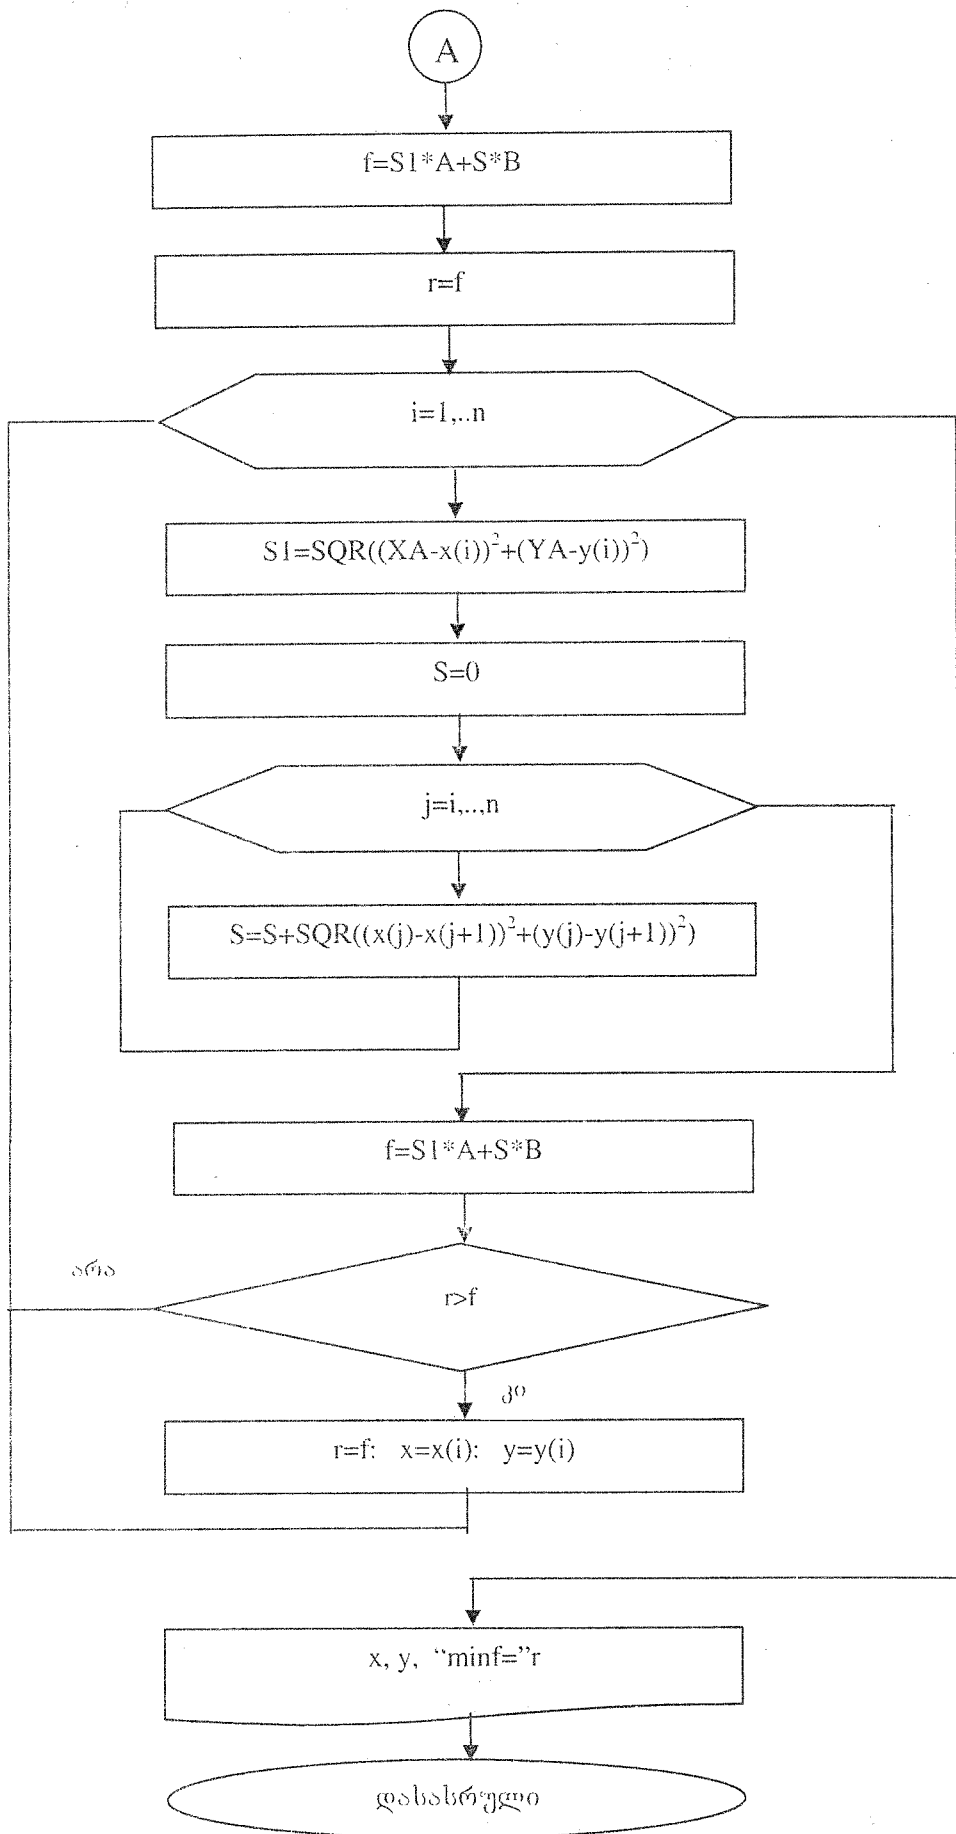 A
f=S1*A+S*B
r=f
i=1,..n
S1=SQR((XA-x(i))²+(YA-y(i))²)
S=0
j=i,..,n
S=S+SQR((x(j)-x(j+1))²+(y(j)-y(j+1))²)
f=S1*A+S*B
არა
r>f
კი
r=f: x=x(i): y=y(i)
x, y, “minf=”r
დასასრული